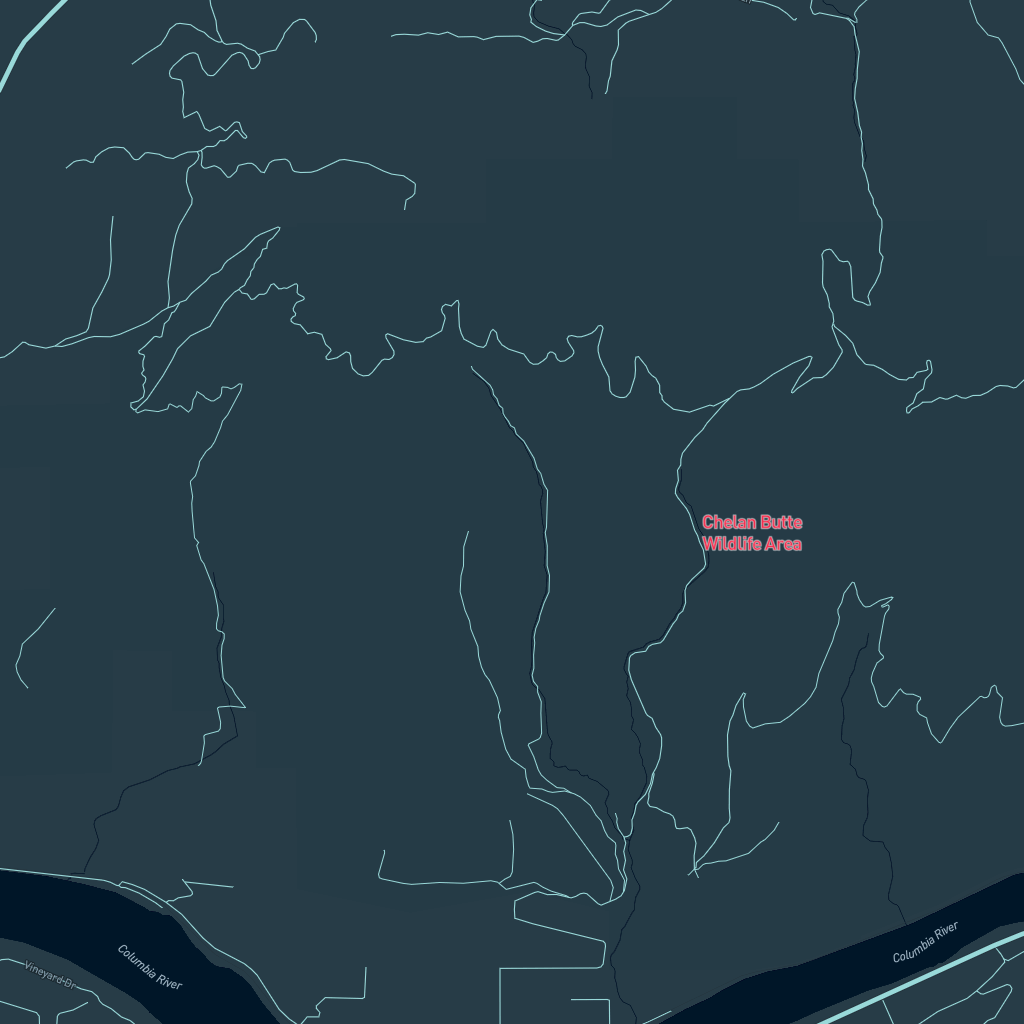 Chelan Butte
Wildlife Area
Columbia River
Columbia River
Vineyard Dr